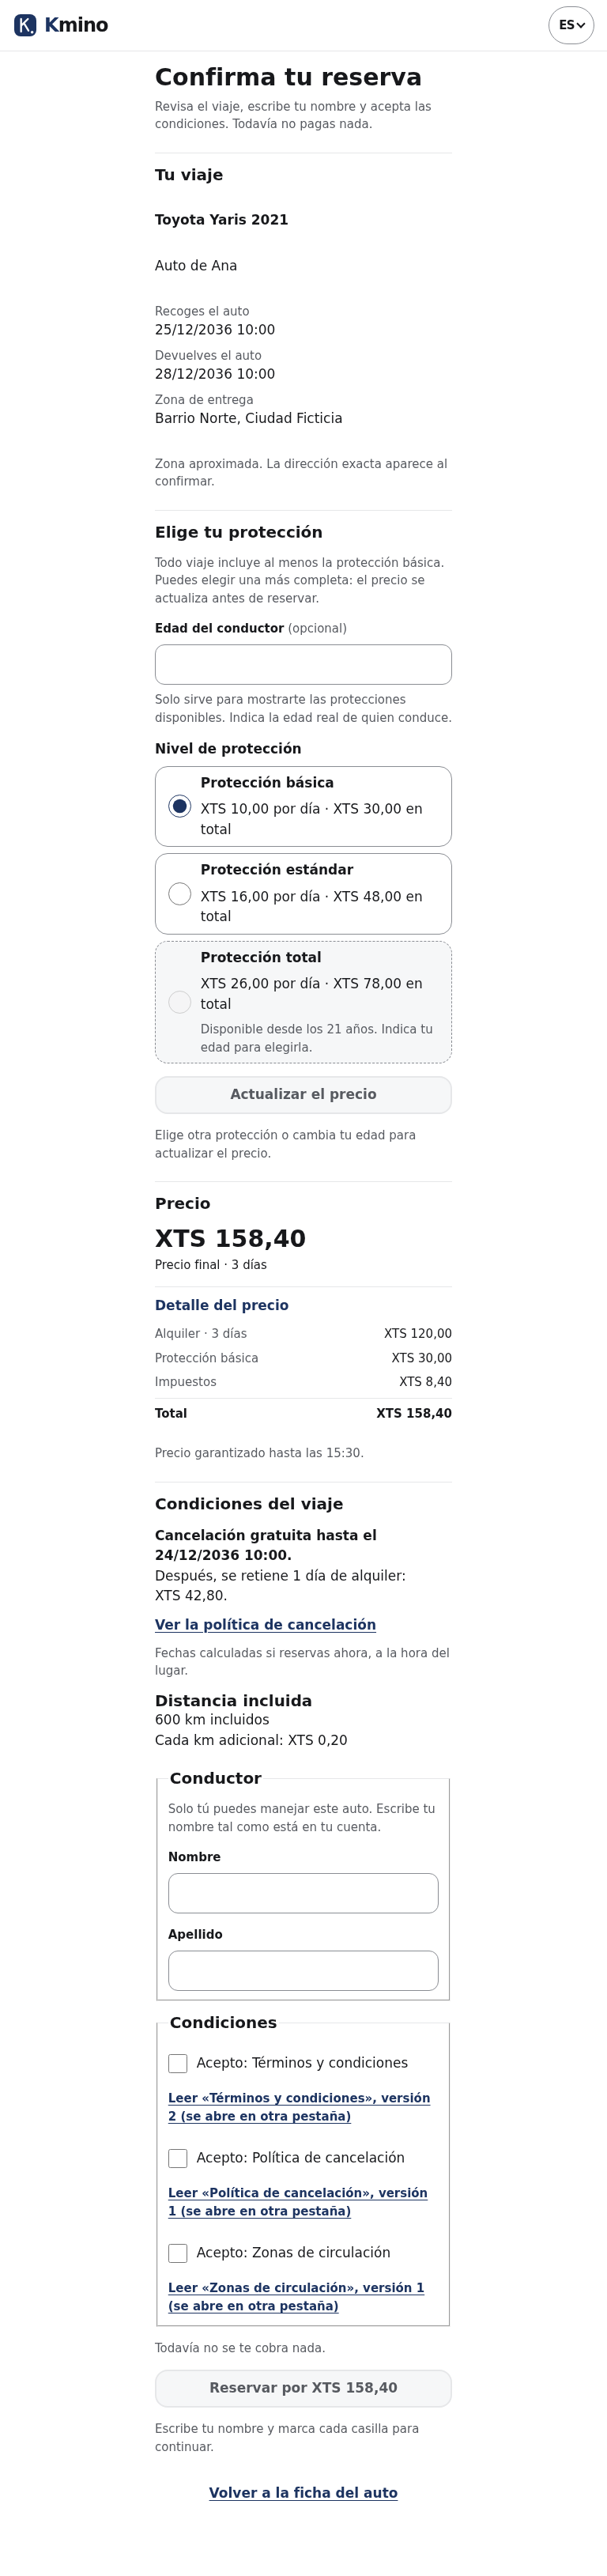 Kmino
ES
Confirma tu reserva
Revisa el viaje, escribe tu nombre y acepta las
condiciones. Todavía no pagas nada.
Tu viaje
Toyota Yaris 2021
Auto de Ana
Recoges el auto
25/12/2036 10:00
Devuelves el auto
28/12/2036 10:00
Zona de entrega
Barrio Norte, Ciudad Ficticia
Zona aproximada. La dirección exacta aparece al
confirmar.
Elige tu protección
Todo viaje incluye al menos la protección básica.
Puedes elegir una más completa: el precio se
actualiza antes de reservar.
Edad del conductor (opcional)
Solo sirve para mostrarte las protecciones
disponibles. Indica la edad real de quien conduce.
Nivel de protección
Protección básica
XTS 10,00 por día · XTS 30,00 en
total
Protección estándar
XTS 16,00 por día · XTS 48,00 en
total
Protección total
XTS 26,00 por día · XTS 78,00 en
total
Disponible desde los 21 años. Indica tu
edad para elegirla.
Actualizar el precio
Elige otra protección o cambia tu edad para
actualizar el precio.
Precio
XTS 158,40
Precio final · 3 días
Detalle del precio
Alquiler · 3 días XTS 120,00
Protección básica XTS 30,00
Impuestos XTS 8,40
Total XTS 158,40
Precio garantizado hasta las 15:30.
Condiciones del viaje
Cancelación gratuita hasta el
24/12/2036 10:00.
Después, se retiene 1 día de alquiler:
XTS 42,80.
Ver la política de cancelación
Fechas calculadas si reservas ahora, a la hora del
lugar.
Distancia incluida
600 km incluidos
Cada km adicional: XTS 0,20
Conductor
Solo tú puedes manejar este auto. Escribe tu
nombre tal como está en tu cuenta.
Nombre
Apellido
Condiciones
Acepto: Términos y condiciones
Leer «Términos y condiciones», versión
2 (se abre en otra pestaña)
Acepto: Política de cancelación
Leer «Política de cancelación», versión
1 (se abre en otra pestaña)
Acepto: Zonas de circulación
Leer «Zonas de circulación», versión 1
(se abre en otra pestaña)
Todavía no se te cobra nada.
Reservar por XTS 158,40
Escribe tu nombre y marca cada casilla para
continuar.
Volver a la ficha del auto